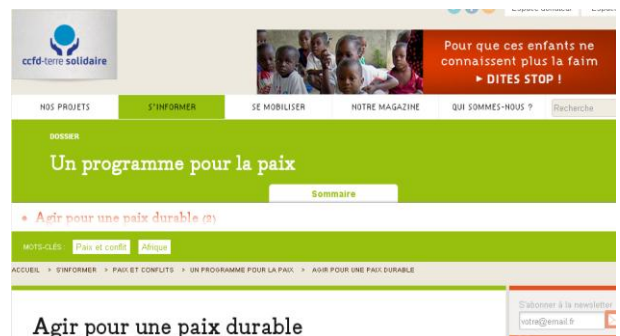 Espace donateur
Espac
ccfd-terre solidaire
Pour que ces enfants ne
connaissent plus la faim
► DITES STOP !
NOS PROJETS S'INFORMER SE MOBILISER NOTRE MAGAZINE QUI SOMMES-NOUS ? Recherche
DOSSIER
Un programme pour la paix
Sommaire
• Agir pour une paix durable (2)
MOTS-CLÉS : Paix et conflit Afrique
ACCUEIL > S'INFORMER > PAIX ET CONFLITS > UN PROGRAMME POUR LA PAIX > AGIR POUR UNE PAIX DURABLE
S'abonner à la newsletter
votre@email.fr
Agir pour une paix durable